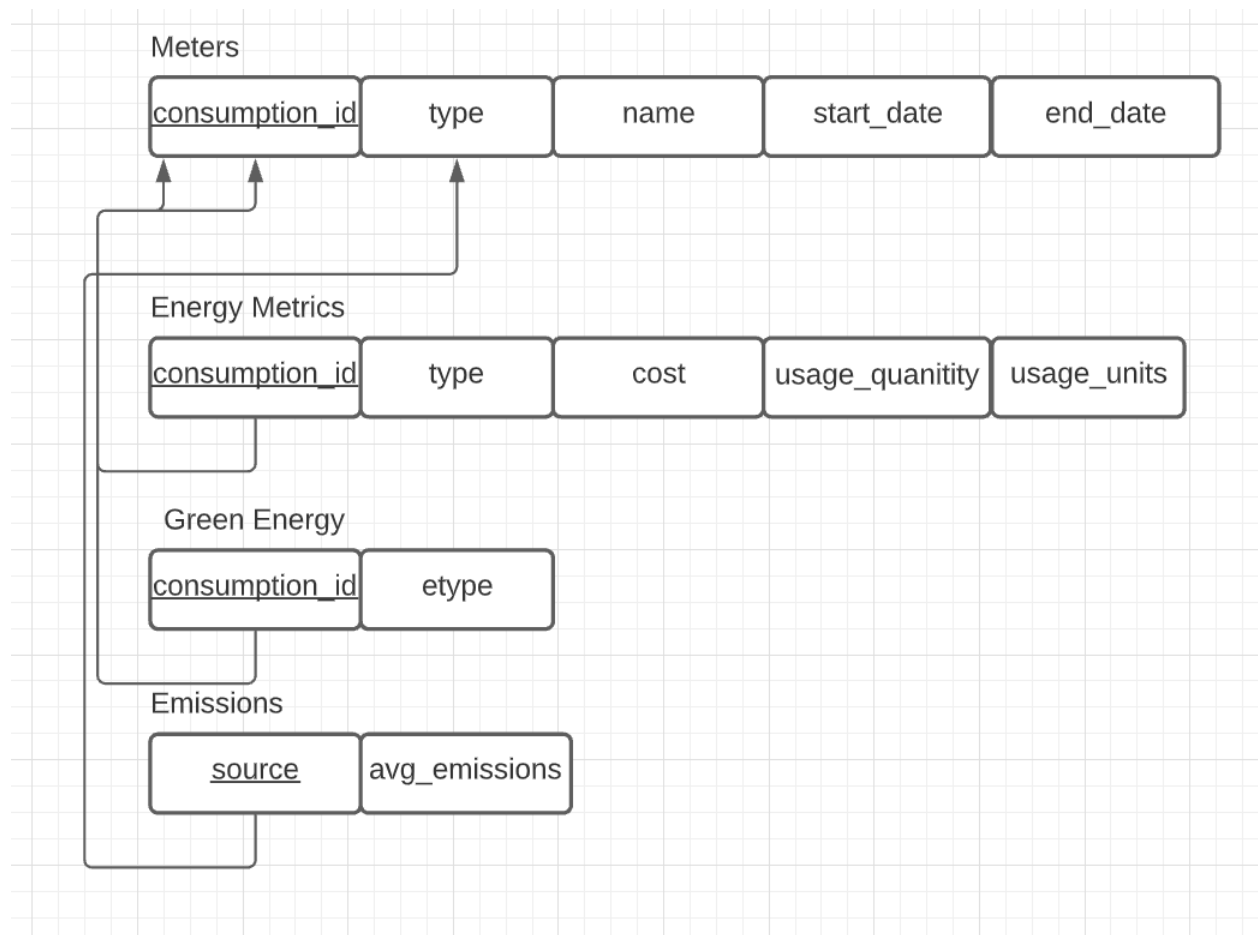 Meters
consumption_id type name start_date end_date
Energy Metrics
consumption_id type cost usage_quanitity usage_units
Green Energy
consumption_id etype
Emissions
source avg_emissions